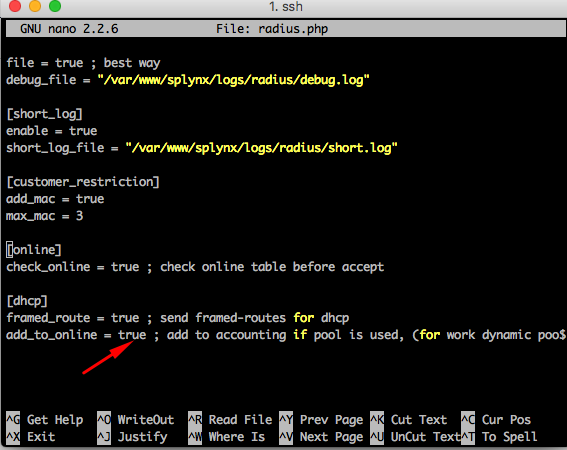 1. ssh
GNU nano 2.2.6 File: radius.php
file = true ; best way
debug_file = "/var/www/splynx/logs/radius/debug.log"
[short_log]
enable = true
short_log_file = "/var/www/splynx/logs/radius/short.log"
[customer_restriction]
add_mac = true
max_mac = 3
[online]
check_online = true ; check online table before accept
[dhcp]
framed_route = true ; send framed-routes for dhcp
add_to_online = true ; add to accounting if pool is used, (for work dynamic poo$
^G Get Help ^O WriteOut ^R Read File ^Y Prev Page ^K Cut Text ^C Cur Pos
^X Exit ^J Justify ^W Where Is ^V Next Page ^U UnCut Text^T To Spell